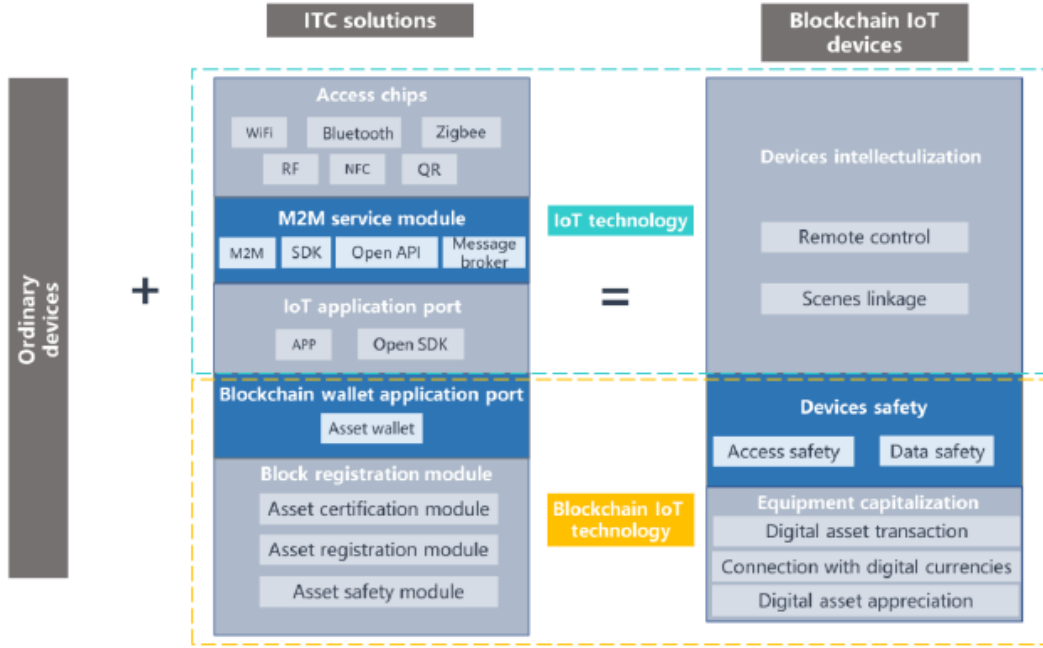 ITC solutions
Blockchain IoT
devices
Ordinary
devices
+
Access chips
WiFi
Bluetooth
Zigbee
RF
NFC
QR
M2M service module
M2M
SDK
Open API
Message
broker
IoT application port
APP
Open SDK
Blockchain wallet application port
Asset wallet
Block registration module
Asset certification module
Asset registration module
Asset safety module
IoT technology
=
Blockchain IoT
technology
Devices intellectulization
Remote control
Scenes linkage
Devices safety
Access safety
Data safety
Equipment capitalization
Digital asset transaction
Connection with digital currencies
Digital asset appreciation